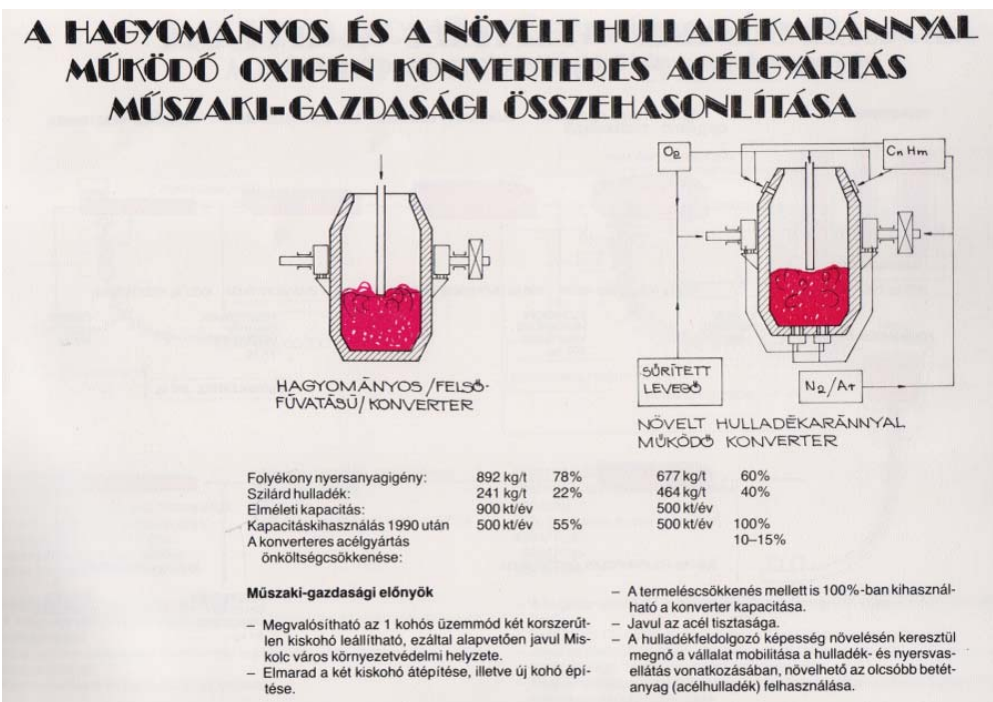 A HAGYOMÁNYOS ÉS A NÖVELT HULLADÉKARÁNNYAL
MŰKÖDŐ OXIGÉN KONVERTERES ACÉLGYÁRTÁS
MŰSZAKI-GAZDASÁGI ÖSSZEHASONLÍTÁSA
O2
CnHm
SŰRÍTETT
LEVEGŐ
N2/Ar
HAGYOMÁNYOS /FELSŐ-
FÚVATÁSÚ/ KONVERTER
NÖVELT HULLADÉKARÁNNYAL
MŰKÖDŐ KONVERTER
Folyékony nyersanyagigény: 892 kg/t 78% 677 kg/t 60%
Szilárd hulladék: 241 kg/t 22% 464 kg/t 40%
Elméleti kapacitás: 900 kt/év 500 kt/év
Kapacitáskihasználás 1990 után 500 kt/év 55% 500 kt/év 100%
A konverteres acélgyártás 10–15%
önköltségcsökkenése:
Műszaki-gazdasági előnyök
– Megvalósítható az 1 kohós üzemmód két korszerűt-
len kiskohó leállítható, ezáltal alapvetően javul Mis-
kolc város környezetvédelmi helyzete.
– Elmarad a két kiskohó átépítése, illetve új kohó épí-
tése.
– A termeléscsökkenés mellett is 100%-ban kihasznál-
ható a konverter kapacitása.
– Javul az acél tisztasága.
– A hulladékfeldolgozó képesség növelésén keresztül
megnő a vállalat mobilitása a hulladék- és nyersvas-
ellátás vonatkozásában, növelhető az olcsóbb betét-
anyag (acélhulladék) felhasználása.